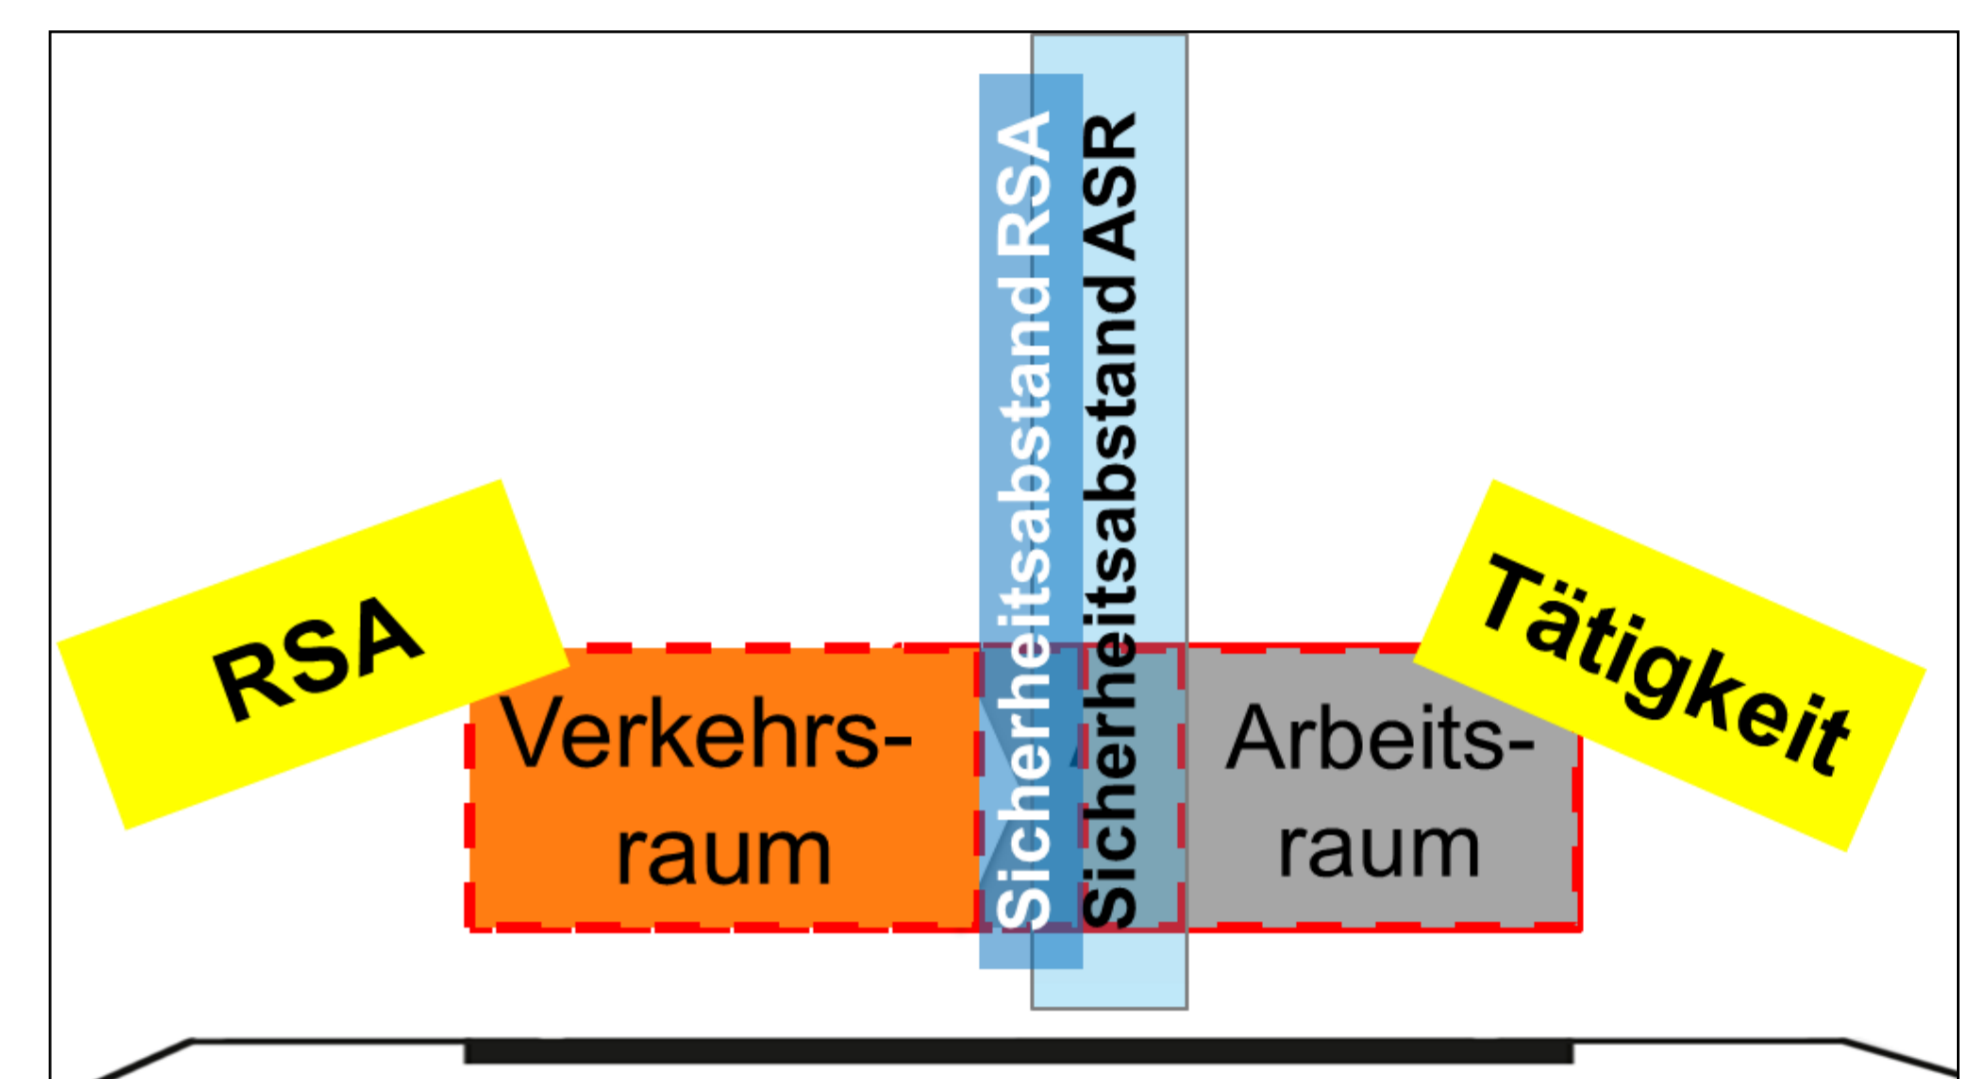 Sicherheitsabstand RSA
Sicherheitsabstand ASR
RSA
Tätigkeit
Verkehrs-
raum
Arbeits-
raum